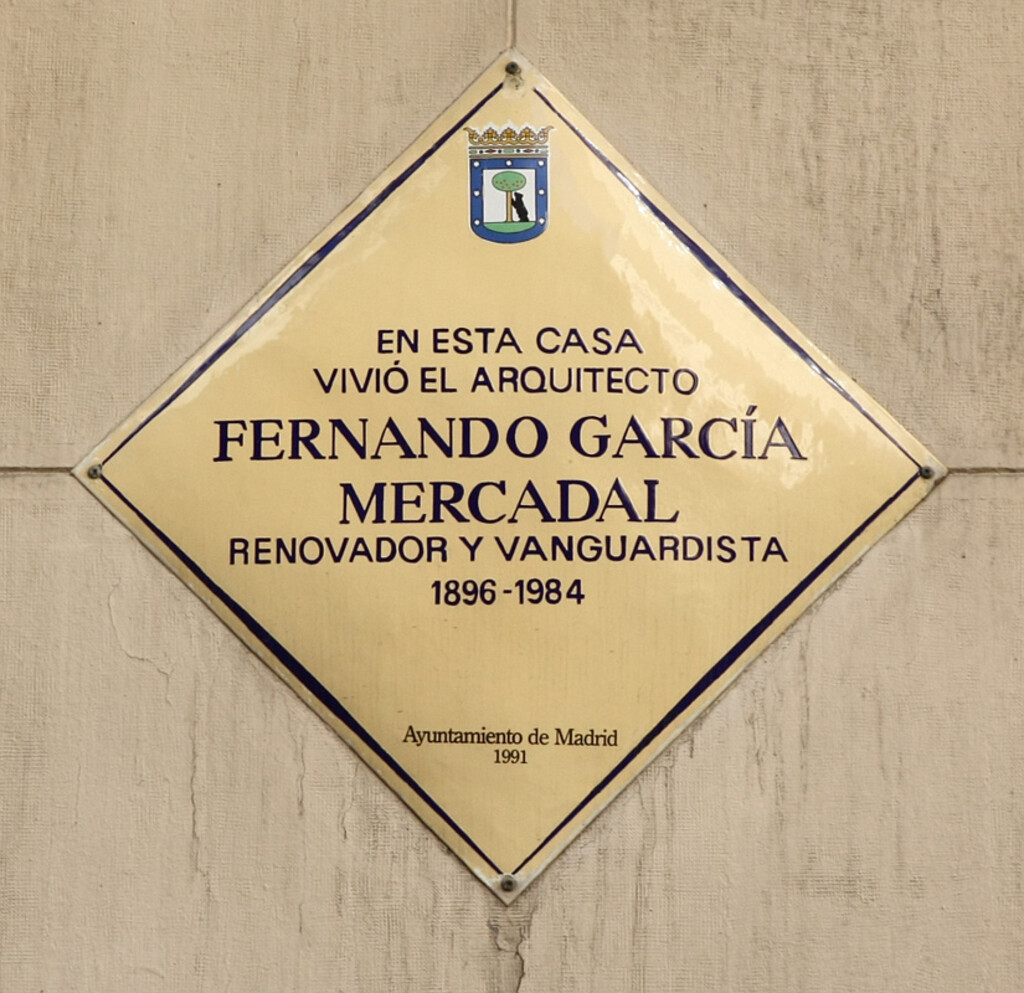 EN ESTA CASA
VIVIÓ EL ARQUITECTO
FERNANDO GARCÍA
MERCADAL
RENOVADOR Y VANGUARDISTA
1896-1984
Ayuntamiento de Madrid
1991